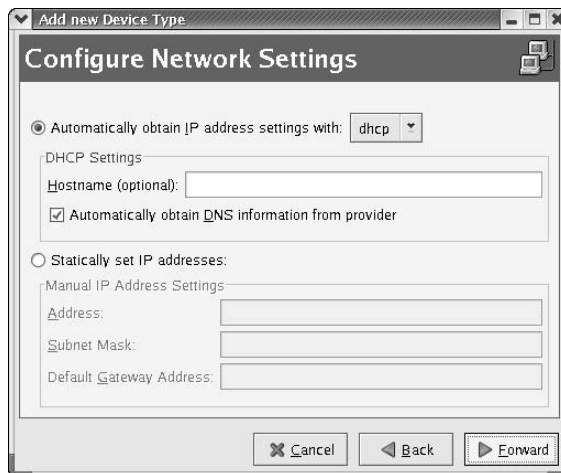 Add new Device Type
Configure Network Settings
Automatically obtain IP address settings with: dhcp
DHCP Settings
Hostname (optional):
Automatically obtain DNS information from provider
Statically set IP addresses:
Manual IP Address Settings
Address:
Subnet Mask:
Default Gateway Address:
Cancel Back Forward